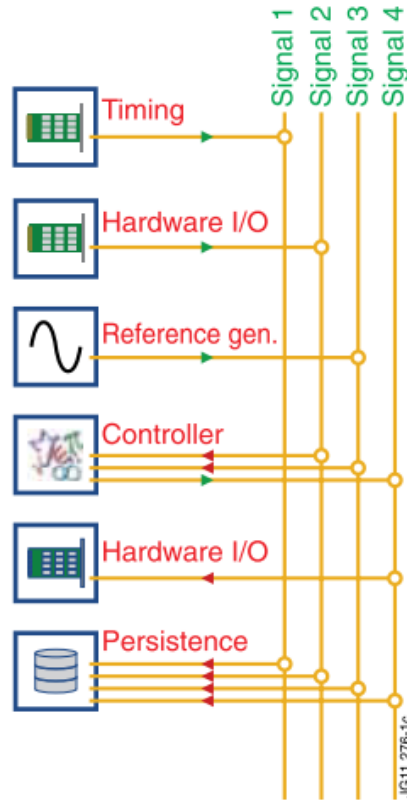 Signal 1
Signal 2
Signal 3
Signal 4
Timing
Hardware I/O
Reference gen.
Controller
Hardware I/O
Persistence